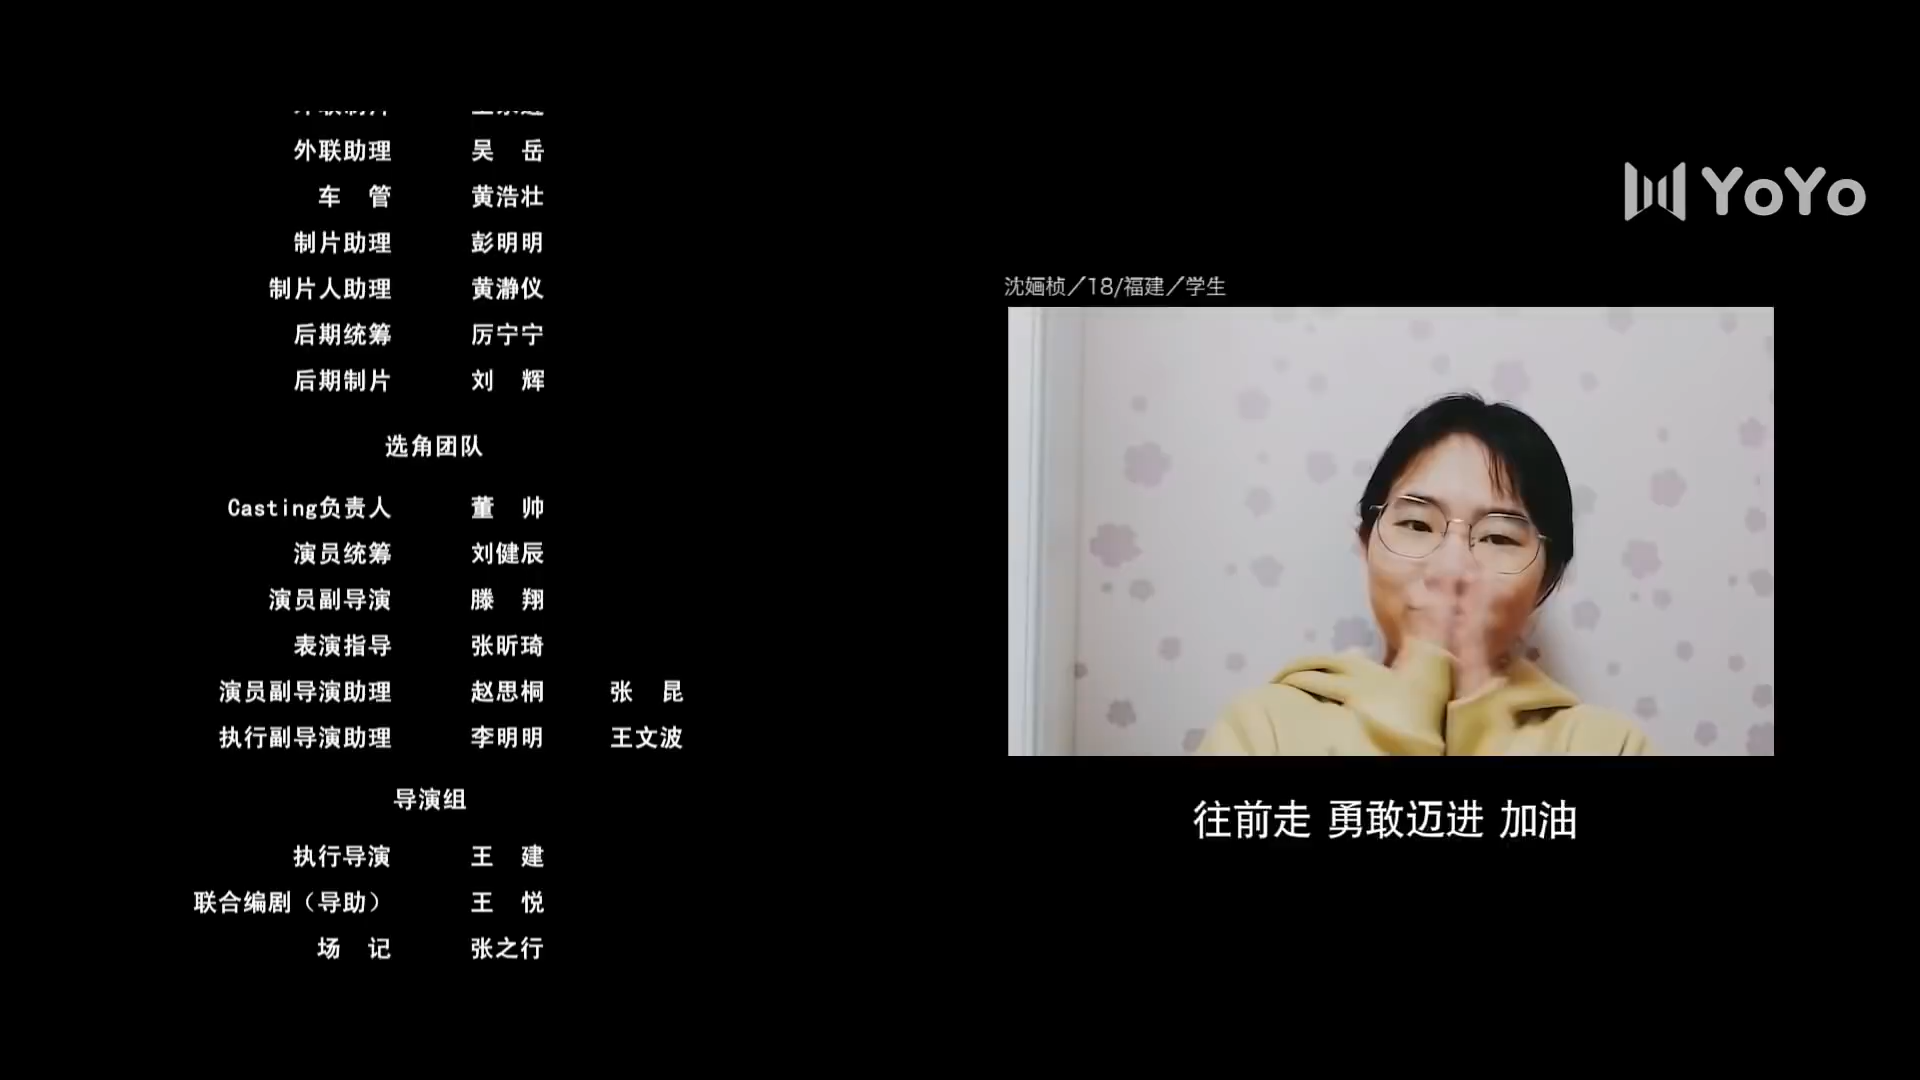 外联助理 吴 岳
车 管 黄浩壮
制片助理 彭明明
制片人助理 黄瀞仪
后期统筹 厉宁宁
后期制片 刘 辉
选角团队
Casting负责人 董 帅
演员统筹 刘健辰
演员副导演 滕 翔
表演指导 张昕琦
演员副导演助理 赵思桐 张 昆
执行副导演助理 李明明 王文波
导演组
执行导演 王 建
联合编剧（导助） 王 悦
场 记 张之行
YoYo
沈婳桢／18/福建／学生
往前走 勇敢迈进 加油